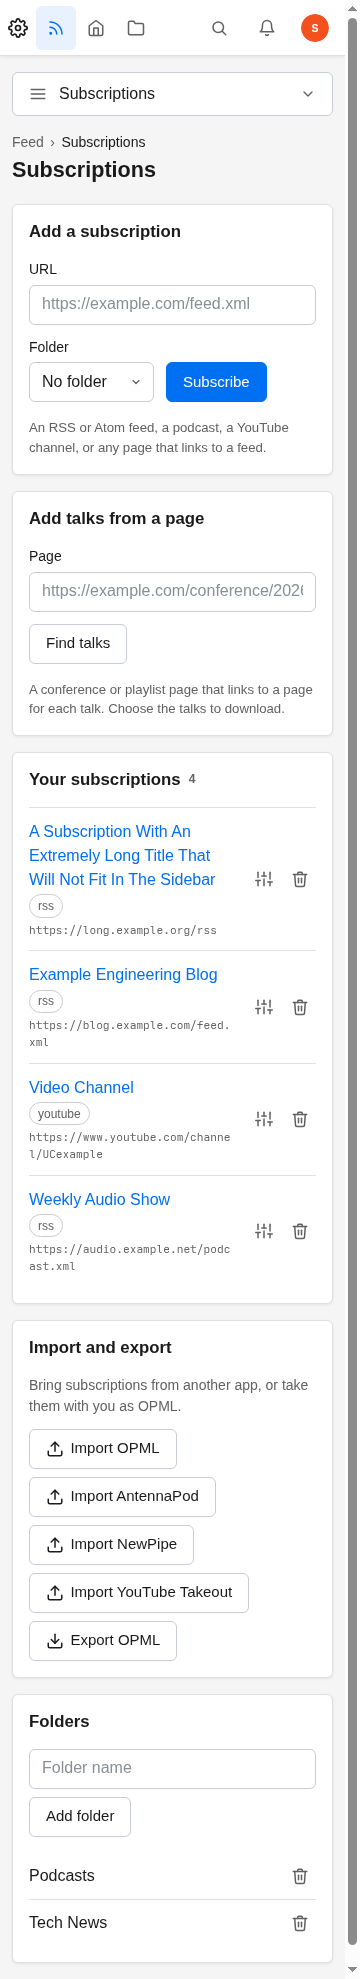 S
Subscriptions
Feed › Subscriptions
Subscriptions
Add a subscription
URL
https://example.com/feed.xml
Folder
No folder
Subscribe
An RSS or Atom feed, a podcast, a YouTube
channel, or any page that links to a feed.
Add talks from a page
Page
https://example.com/conference/2026
Find talks
A conference or playlist page that links to a page
for each talk. Choose the talks to download.
Your subscriptions 4
A Subscription With An
Extremely Long Title That
Will Not Fit In The Sidebar
rss
https://long.example.org/rss
Example Engineering Blog
rss
https://blog.example.com/feed.
xml
Video Channel
youtube
https://www.youtube.com/channe
l/UCexample
Weekly Audio Show
rss
https://audio.example.net/podc
ast.xml
Import and export
Bring subscriptions from another app, or take
them with you as OPML.
Import OPML
Import AntennaPod
Import NewPipe
Import YouTube Takeout
Export OPML
Folders
Folder name
Add folder
Podcasts
Tech News